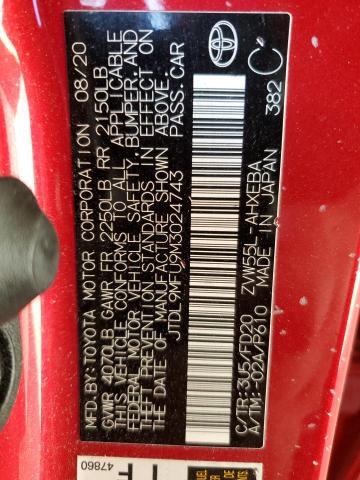 MFD. BY: TOYOTA MOTOR CORPORATION 08/20
GVWR 4070LB GAWR FR 2250LB RR 2150LB
THIS VEHICLE CONFORMS TO ALL APPLICABLE
FEDERAL MOTOR VEHICLE SAFETY, BUMPER, AND
THEFT PREVENTION STANDARDS IN EFFECT ON
THE DATE OF MANUFACTURE SHOWN ABOVE.
JTDL9MFU9M3024743 PASS. CAR
C/TR:3U5/FD20 ZVW55L-AHXEBA
A/TM:-02A/P610 MADE IN JAPAN 382 C
47860